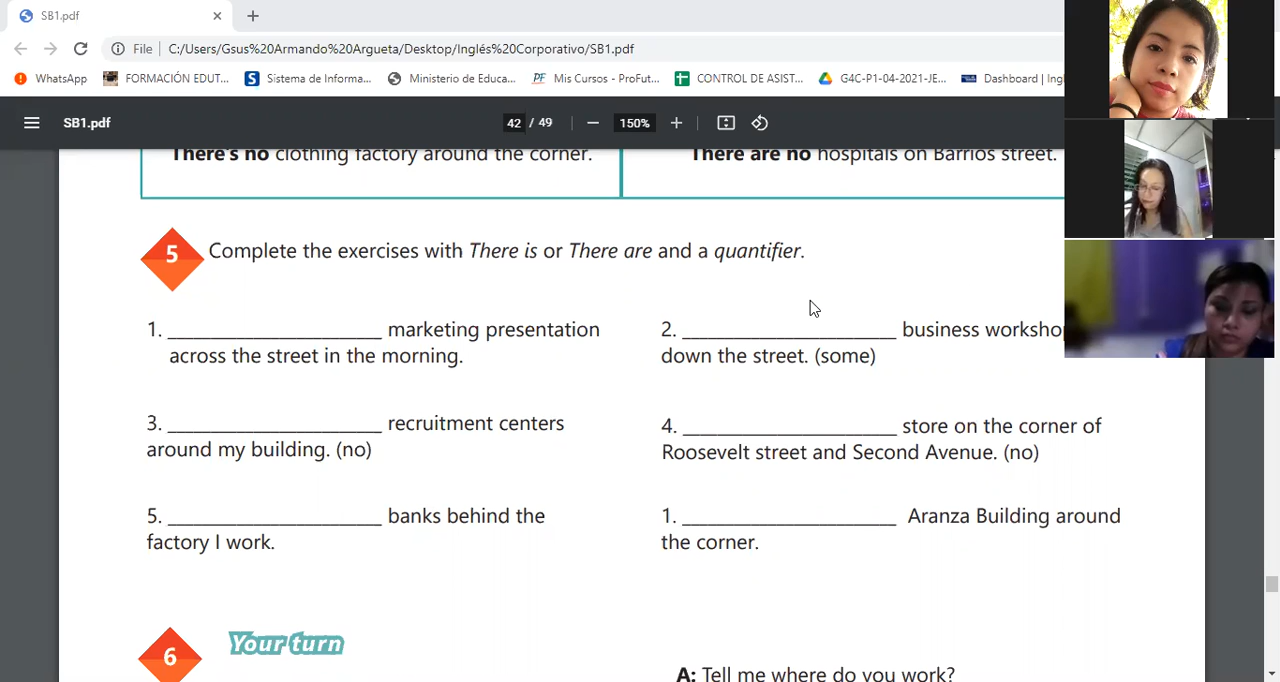 SB1.pdf
File
C:/Users/Gsus%20Armando%20Argueta/Desktop/Inglés%20Corporativo/SB1.pdf
WhatsApp
FORMACIÓN EDUT...
Sistema de Informa...
Ministerio de Educa...
PF Mis Cursos - ProFut...
CONTROL DE ASIST...
G4C-P1-04-2021-JE...
Dashboard | Ingl
SB1.pdf
42 / 49
150%
There's no clothing factory around the corner.
There are no hospitals on Barrios street.
5 Complete the exercises with There is or There are and a quantifier.
1. ____________________ marketing presentation
across the street in the morning.
2. ____________________ business worksho
down the street. (some)
3. ____________________ recruitment centers
around my building. (no)
4. ____________________ store on the corner of
Roosevelt street and Second Avenue. (no)
5. ____________________ banks behind the
factory I work.
1. ____________________ Aranza Building around
the corner.
6 Your turn
A: Tell me where do you work?